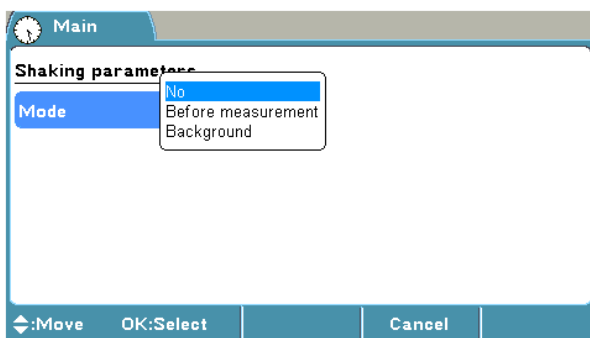 Main
Shaking parameters
No
Mode
Before measurement
Background
:Move OK:Select Cancel